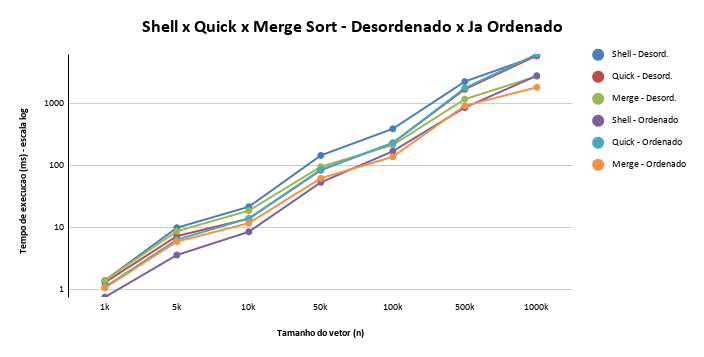 Shell x Quick x Merge Sort - Desordenado x Ja Ordenado
Tempo de execucao (ms) - escala log
1000
100
10
1
1k 5k 10k 50k 100k 500k 1000k
Tamanho do vetor (n)
Shell - Desord.
Quick - Desord.
Merge - Desord.
Shell - Ordenado
Quick - Ordenado
Merge - Ordenado